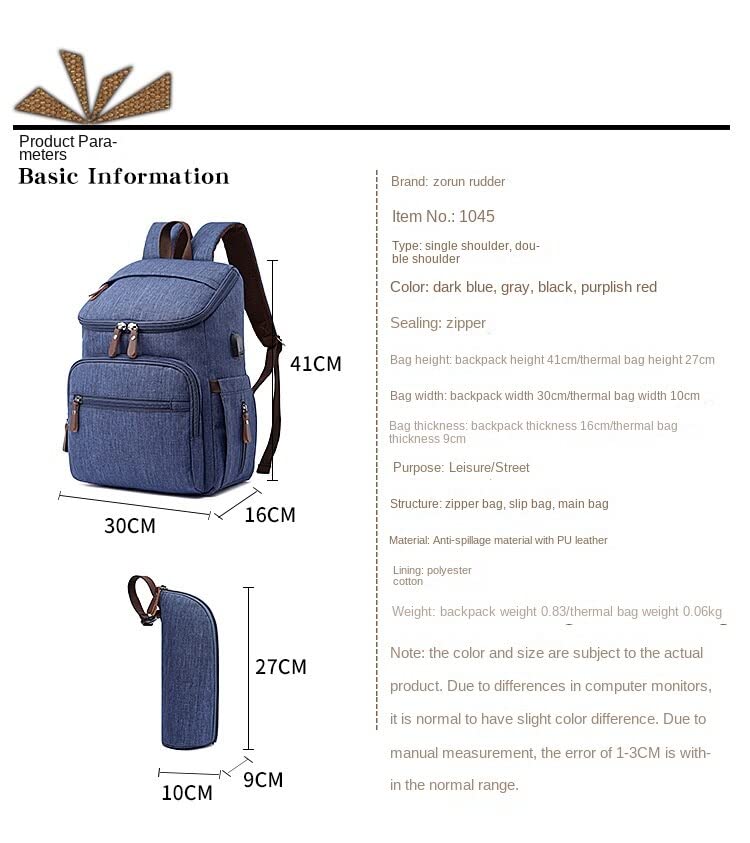 Product Para-
meters
Basic Information
41CM
30CM
16CM
27CM
10CM
9CM
Brand: zorun rudder
Item No.: 1045
Type: single shoulder, dou-
ble shoulder
Color: dark blue, gray, black, purplish red
Sealing: zipper
Bag height: backpack height 41cm/thermal bag height 27cm
Bag width: backpack width 30cm/thermal bag width 10cm
Bag thickness: backpack thickness 16cm/thermal bag
thickness 9cm
Purpose: Leisure/Street
Structure: zipper bag, slip bag, main bag
Material: Anti-spillage material with PU leather
Lining: polyester
cotton
Weight: backpack weight 0.83/thermal bag weight 0.06kg
Note: the color and size are subject to the actual
product. Due to differences in computer monitors,
it is normal to have slight color difference. Due to
manual measurement, the error of 1-3CM is with-
in the normal range.